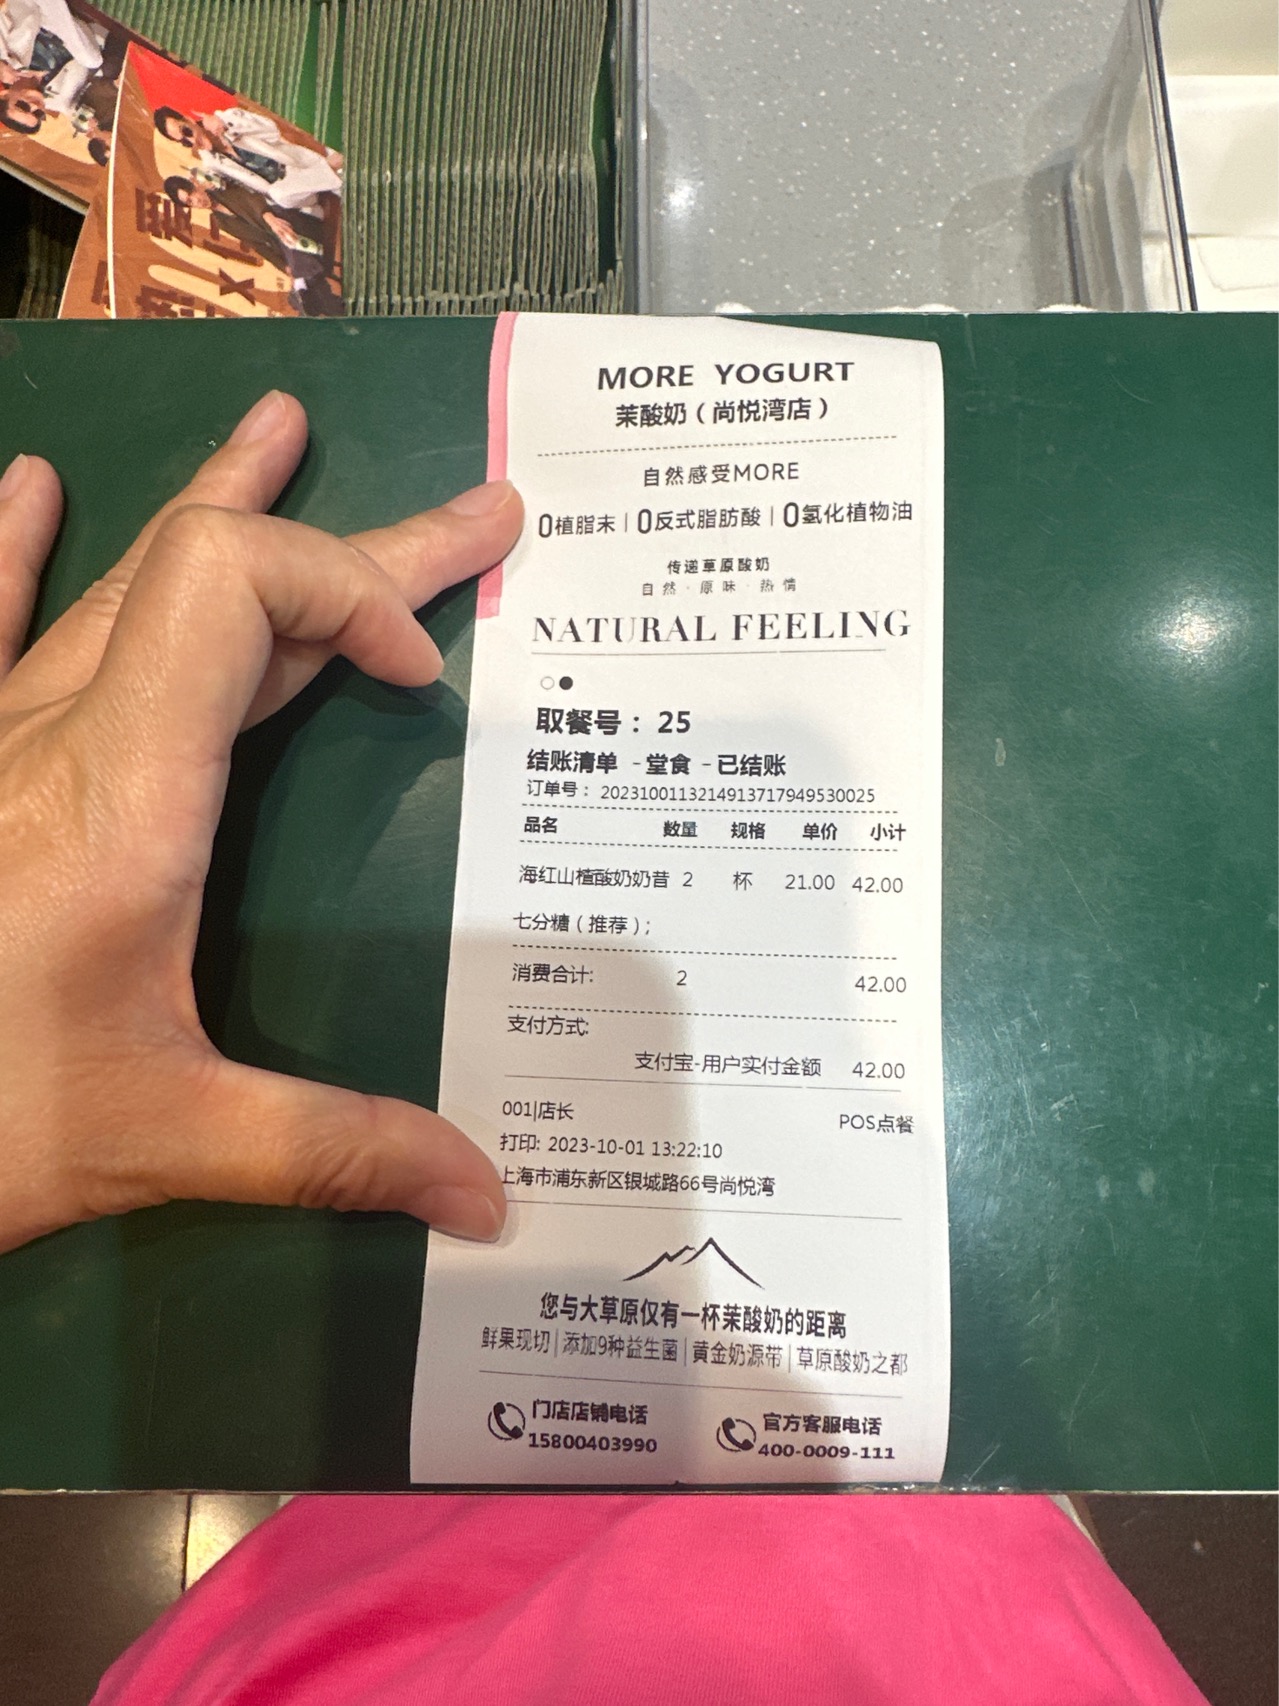 MORE YOGURT
茉酸奶（尚悦湾店）
自然感受MORE
0植脂末 | 0反式脂肪酸 | 0氢化植物油
传递草原酸奶
自然·原味·热情
NATURAL FEELING
取餐号： 25
结账清单 -堂食 -已结账
订单号： 2023100113214913717949530025
品名 数量 规格 单价 小计
海红山楂酸奶奶昔 2 杯 21.00 42.00
七分糖（推荐）;
消费合计: 2 42.00
支付方式:
支付宝-用户实付金额 42.00
001|店长 POS点餐
打印: 2023-10-01 13:22:10
上海市浦东新区银城路66号尚悦湾
您与大草原仅有一杯茉酸奶的距离
鲜果现切 | 添加9种益生菌 | 黄金奶源带 | 草原酸奶之都
门店店铺电话 官方客服电话
15800403990 400-0009-111